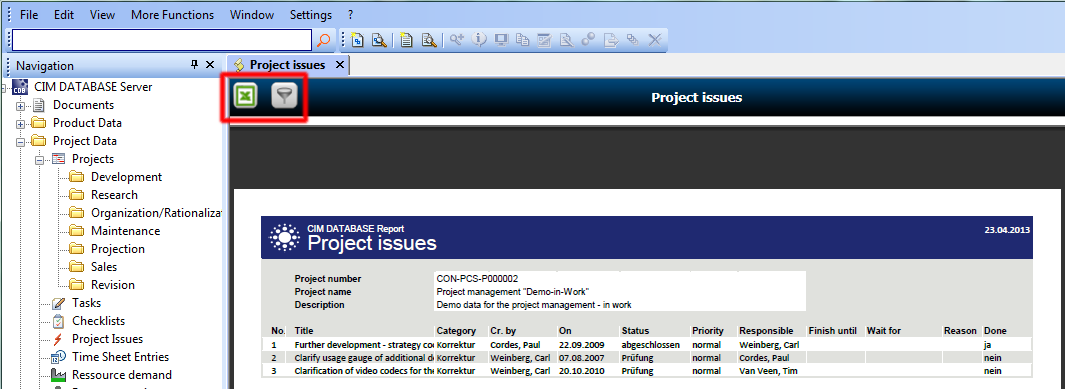 File Edit View More Functions Window Settings ?
Navigation
Project issues
CIM DATABASE Server
Documents
Product Data
Project Data
Projects
Development
Research
Organization/Rationaliza
Maintenance
Projection
Sales
Revision
Tasks
Checklists
Project Issues
Time Sheet Entries
Ressource demand
Project issues
CIM DATABASE Report
Project issues
23.04.2013
Project number CON-PCS-P000002
Project name Project management "Demo-in-Work"
Description Demo data for the project management - in work
No. Title Category Cr. by On Status Priority Responsible Finish until Wait for Reason Done
1 Further development - strategy co Korrektur Cordes, Paul 22.09.2009 abgeschlossen normal Weinberg, Carl ja
2 Clarify usage gauge of additional d Korrektur Weinberg, Carl 07.08.2007 Prüfung normal Cordes, Paul nein
3 Clarification of video codecs for the Korrektur Weinberg, Carl 20.10.2010 Prüfung normal Van Veen, Tim nein